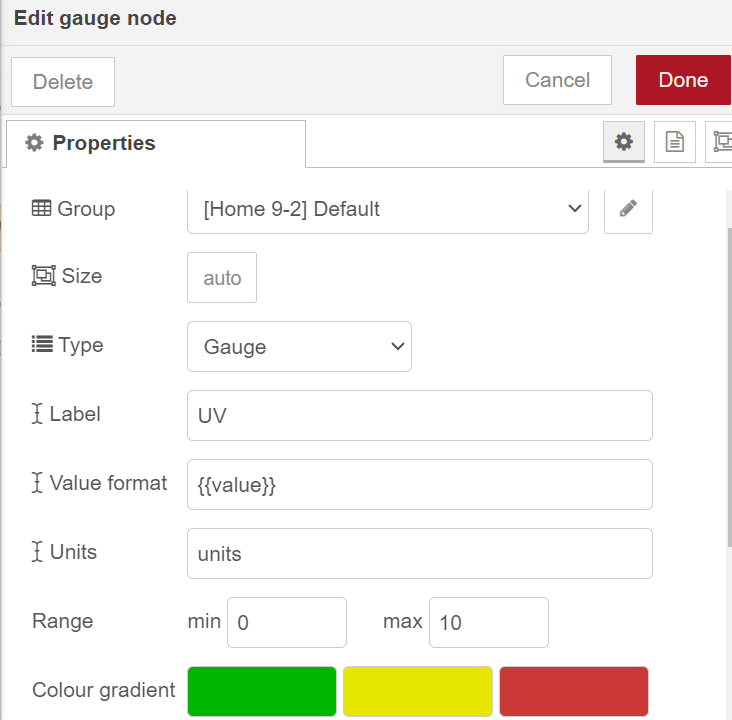 Edit gauge node
Delete
Cancel
Done
Properties
Group
[Home 9-2] Default
Size
auto
Type
Gauge
Label
UV
Value format
{{value}}
Units
units
Range
min
0
max
10
Colour gradient